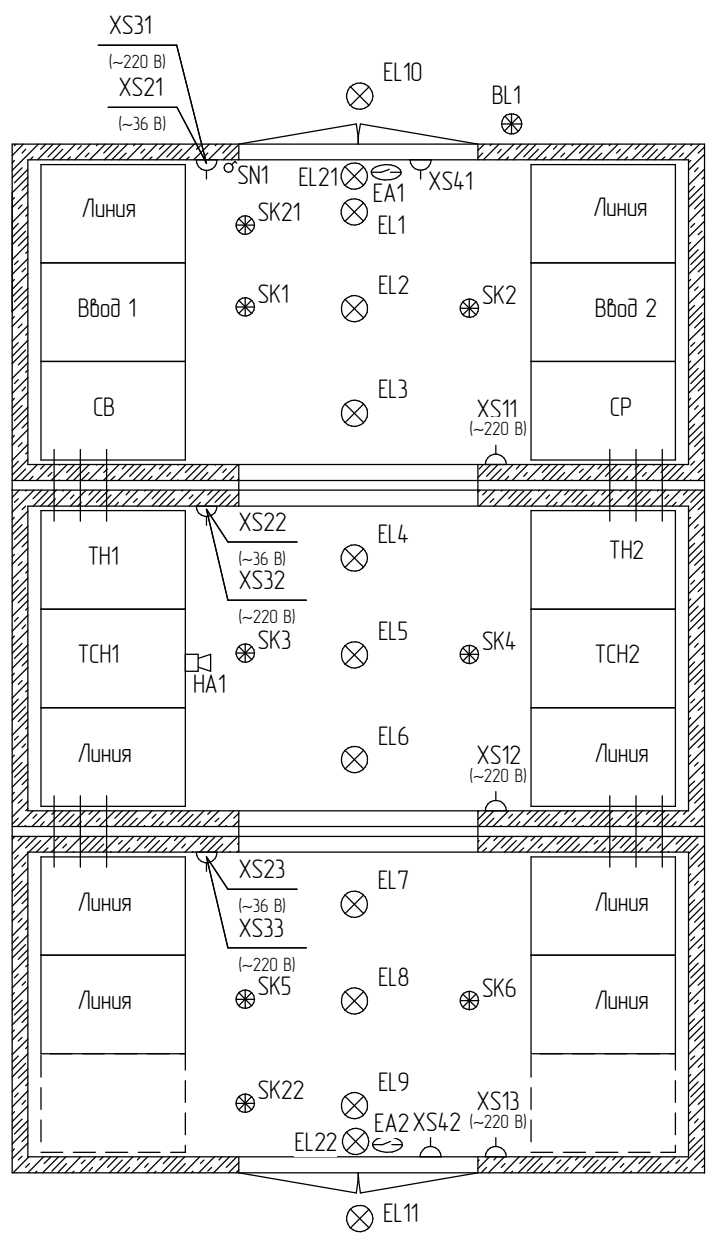 XS31
(~220 В)
XS21
(~36 В)
EL10
BL1
SN1
EL21
EA1
XS41
EL1
SK21
Линия
Линия
SK1
EL2
SK2
Ввод 1
Ввод 2
EL3
СВ
СР
XS11
(~220 В)
XS22
(~36 В)
XS32
(~220 В)
EL4
ТН1
ТН2
SK3
EL5
SK4
ТСН1
ТСН2
HA1
EL6
Линия
Линия
XS12
(~220 В)
XS23
(~36 В)
XS33
(~220 В)
EL7
Линия
Линия
SK5
EL8
SK6
Линия
Линия
SK22
EL9
EL22
EA2
XS42
XS13
(~220 В)
EL11